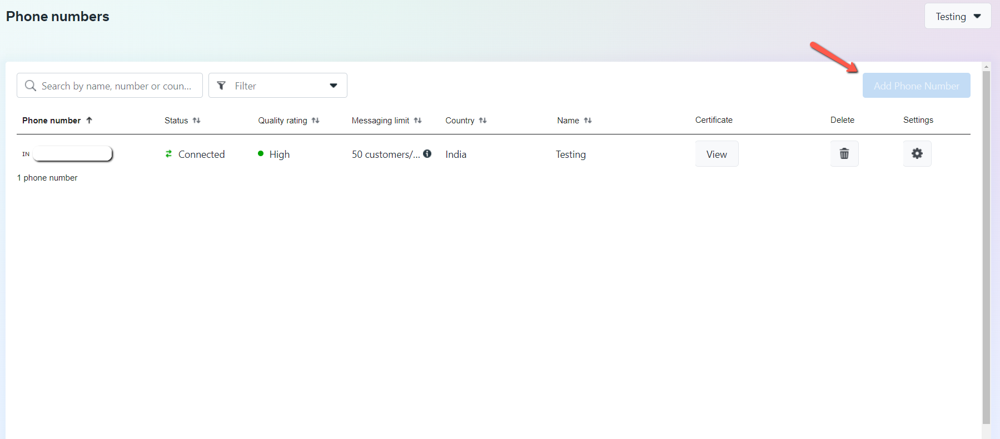 Phone numbers
Testing
Search by name, number or coun...
Filter
Add Phone Number
Phone number Status Quality rating Messaging limit Country Name Certificate Delete Settings
IN Connected High 50 customers/... India Testing View
1 phone number